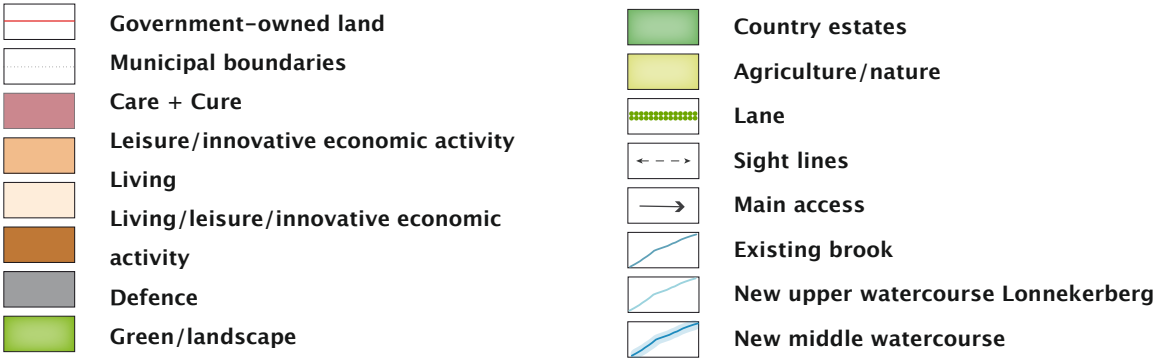 Government-owned land
Municipal boundaries
Care + Cure
Leisure/innovative economic activity
Living
Living/leisure/innovative economic
activity
Defence
Green/landscape
Country estates
Agriculture/nature
Lane
Sight lines
Main access
Existing brook
New upper watercourse Lonnekerberg
New middle watercourse